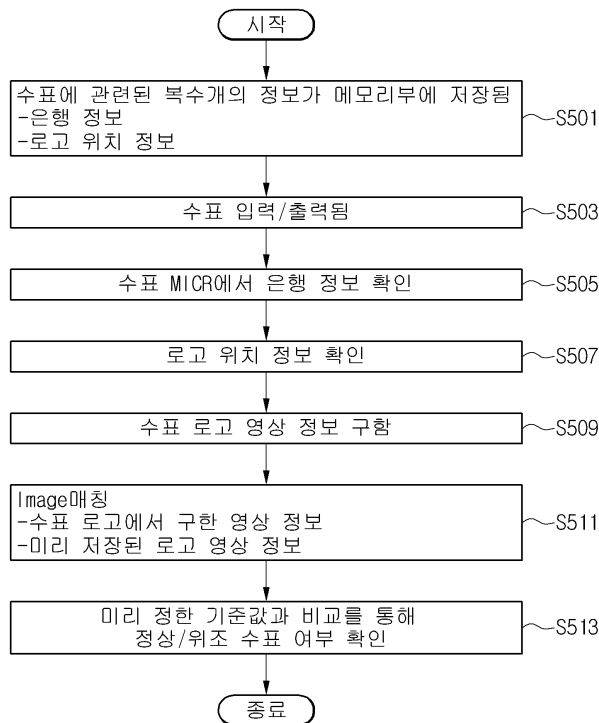 시작
수표에 관련된 복수개의 정보가 메모리부에 저장됨
-은행 정보
-로고 위치 정보
S501
수표 입력/출력됨
S503
수표 MICR에서 은행 정보 확인
S505
로고 위치 정보 확인
S507
수표 로고 영상 정보 구함
S509
Image매칭
-수표 로고에서 구한 영상 정보
-미리 저장된 로고 영상 정보
S511
미리 정한 기준값과 비교를 통해
정상/위조 수표 여부 확인
S513
종료